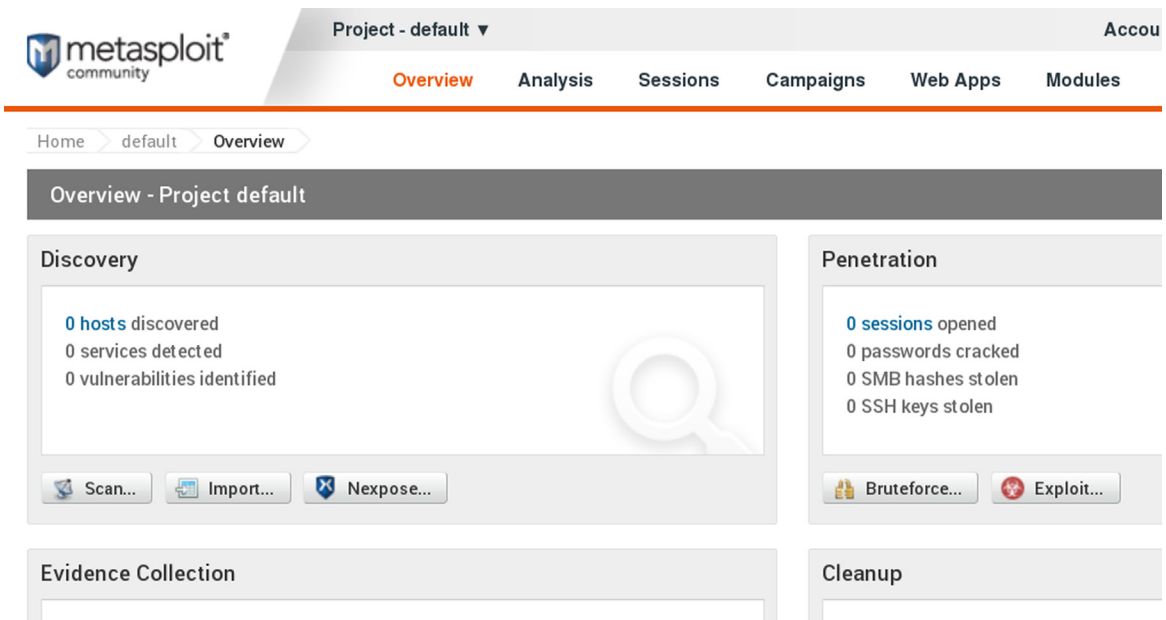 metasploit®
community
Project - default ▼
Accou
Overview Analysis Sessions Campaigns Web Apps Modules
Home default Overview
Overview - Project default
Discovery
0 hosts discovered
0 services detected
0 vulnerabilities identified
Scan... Import... Nexpose...
Penetration
0 sessions opened
0 passwords cracked
0 SMB hashes stolen
0 SSH keys stolen
Bruteforce... Exploit...
Evidence Collection
Cleanup